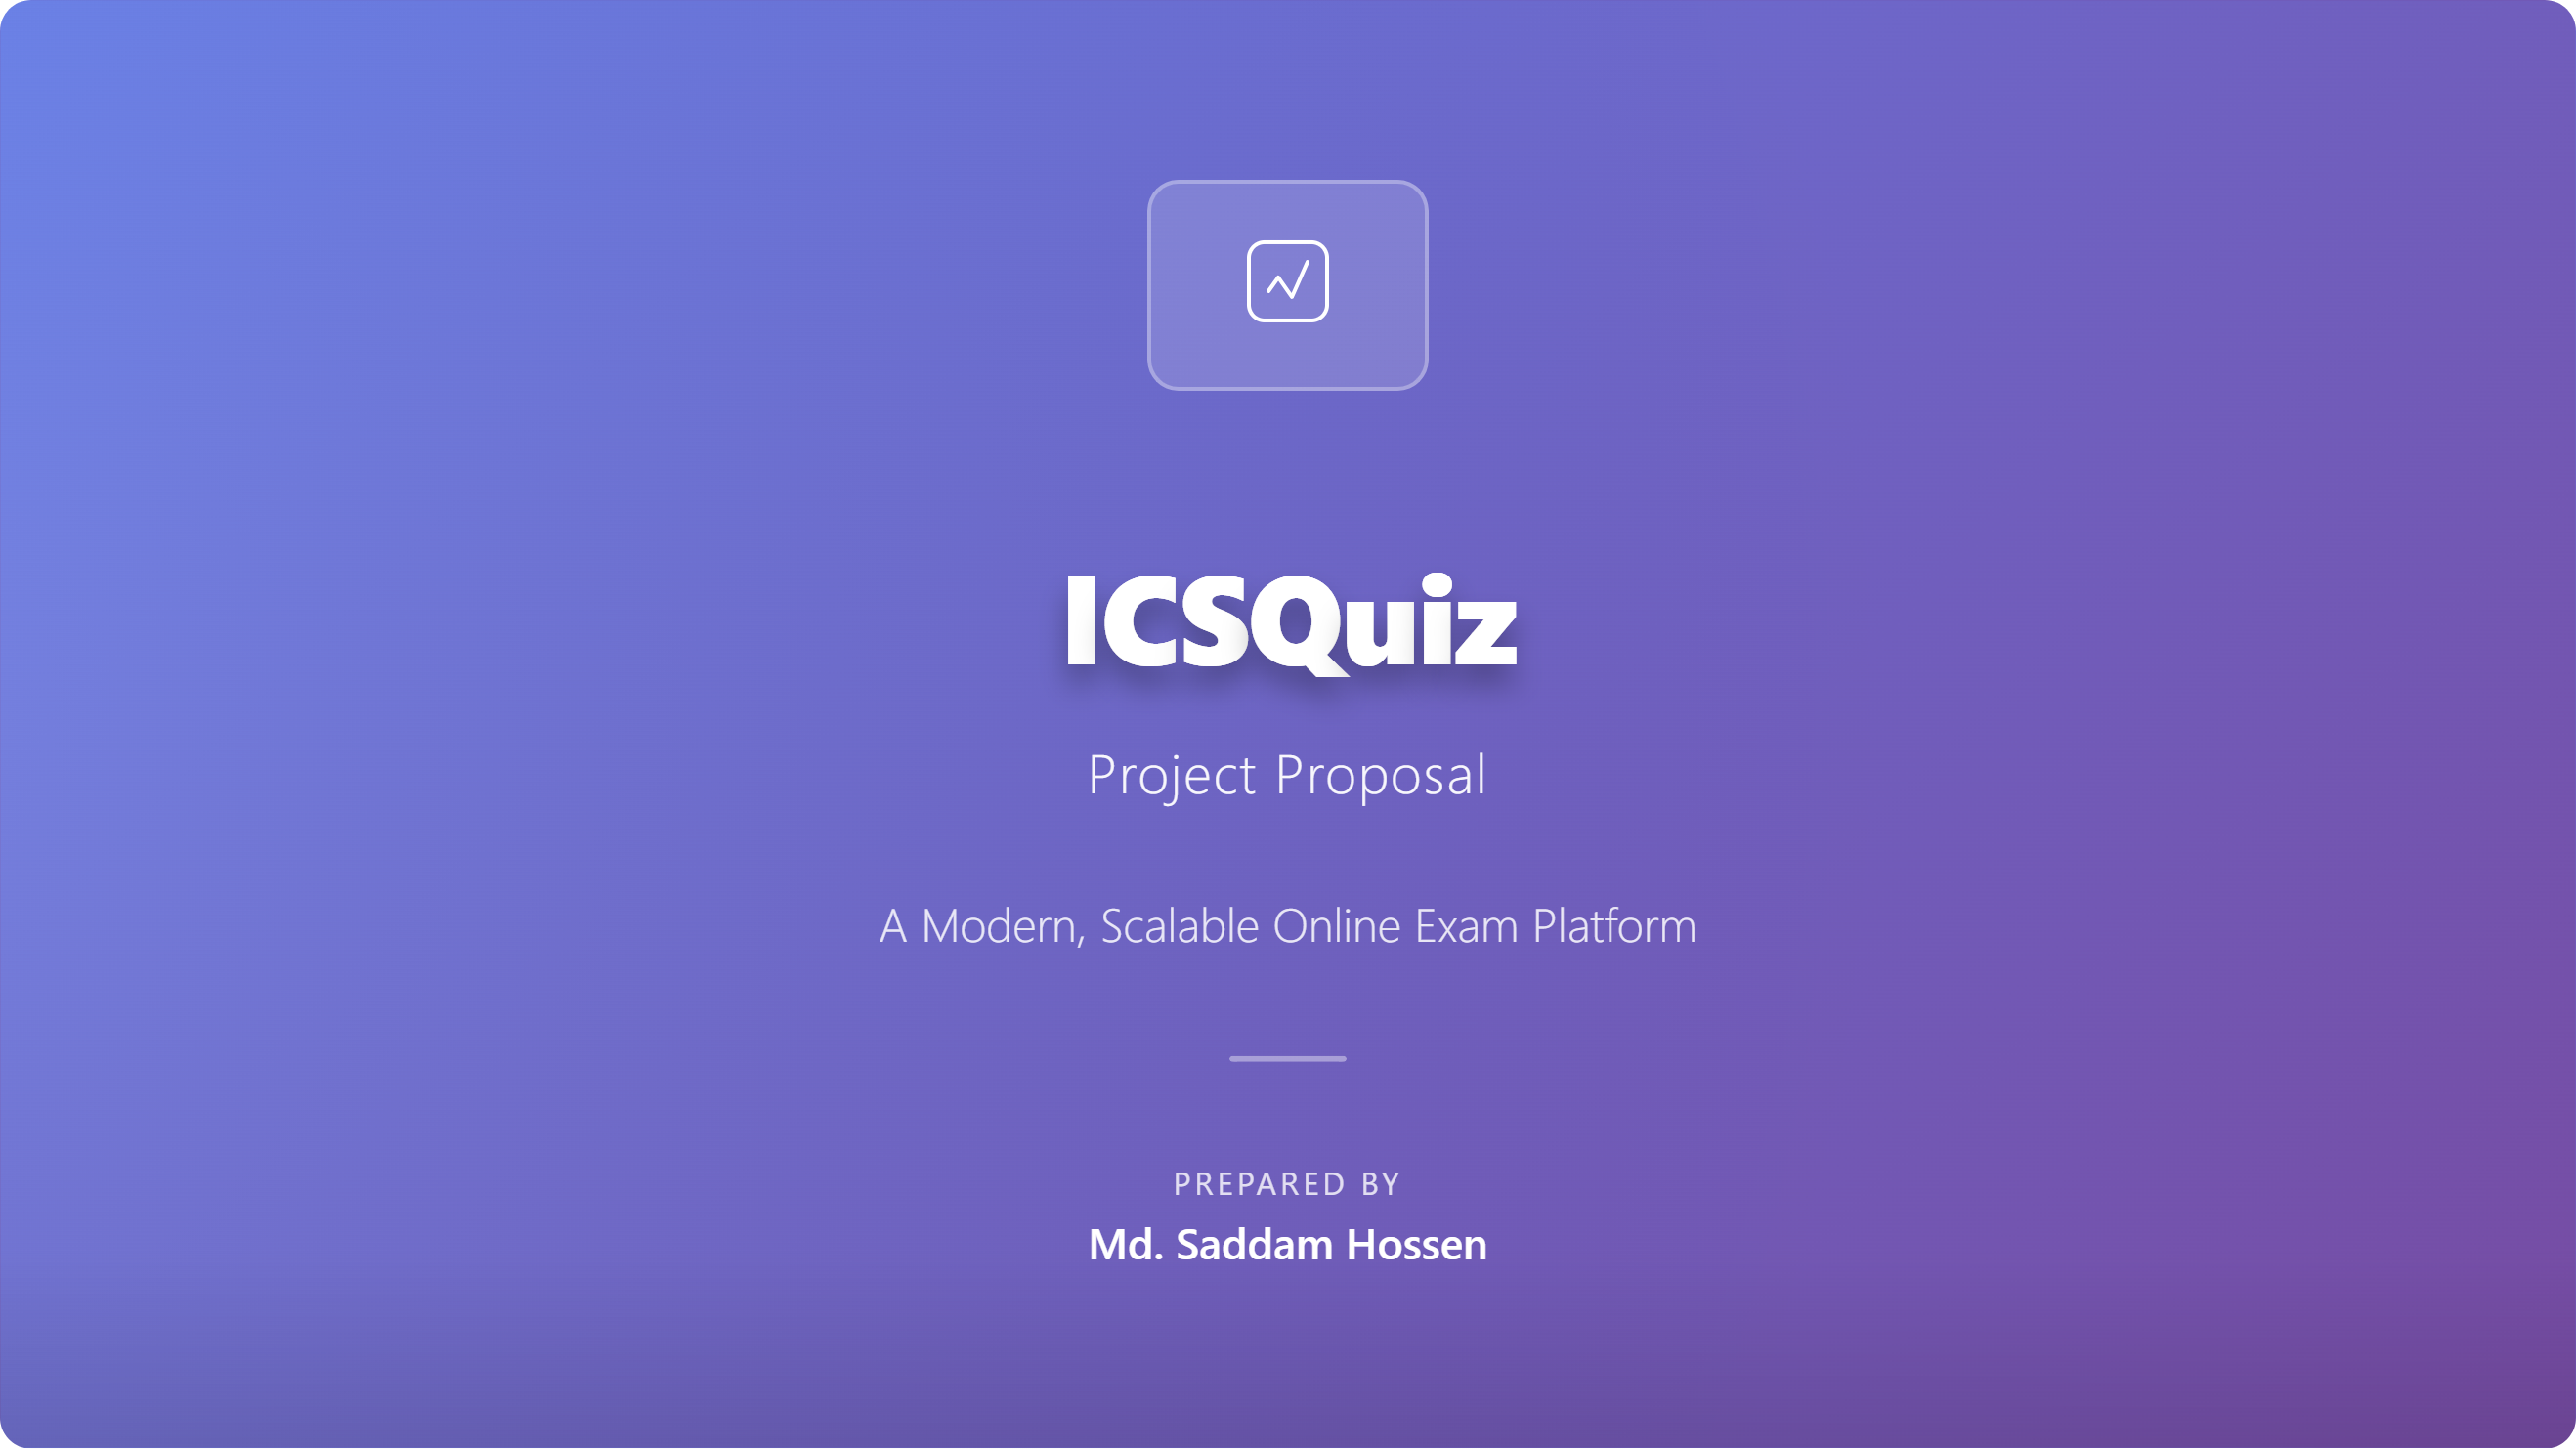 ICSQuiz
Project Proposal
A Modern, Scalable Online Exam Platform
PREPARED BY
Md. Saddam Hossen